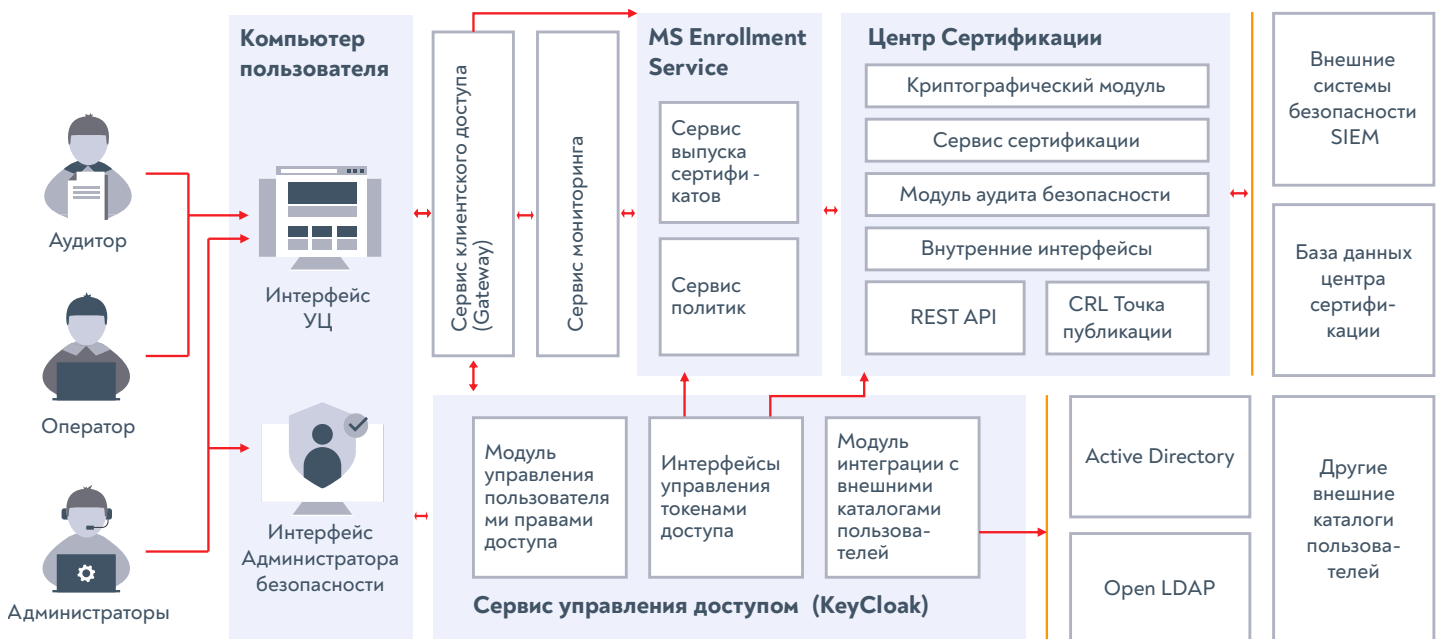 Аудитор
Оператор
Администраторы
Компьютер
пользователя
Интерфейс
УЦ
Интерфейс
Администратора
безопасности
Сервис клиентского доступа
(Gateway)
Сервис мониторинга
MS Enrollment
Service
Сервис
выпуска
сертифи -
катов
Сервис
политик
Центр Сертификации
Криптографический модуль
Сервис сертификации
Модуль аудита безопасности
Внутренние интерфейсы
REST API
CRL Точка
публикации
Внешние
системы
безопасности
SIEM
База данных
центра
сертифи-
кации
Модуль
управления
пользователя
ми правами
доступа
Интерфейсы
управления
токенами
доступа
Модуль
интеграции с
внешними
каталогами
пользова-
телей
Сервис управления доступом (KeyCloak)
Active Directory
Open LDAP
Другие
внешние
каталоги
пользова-
телей